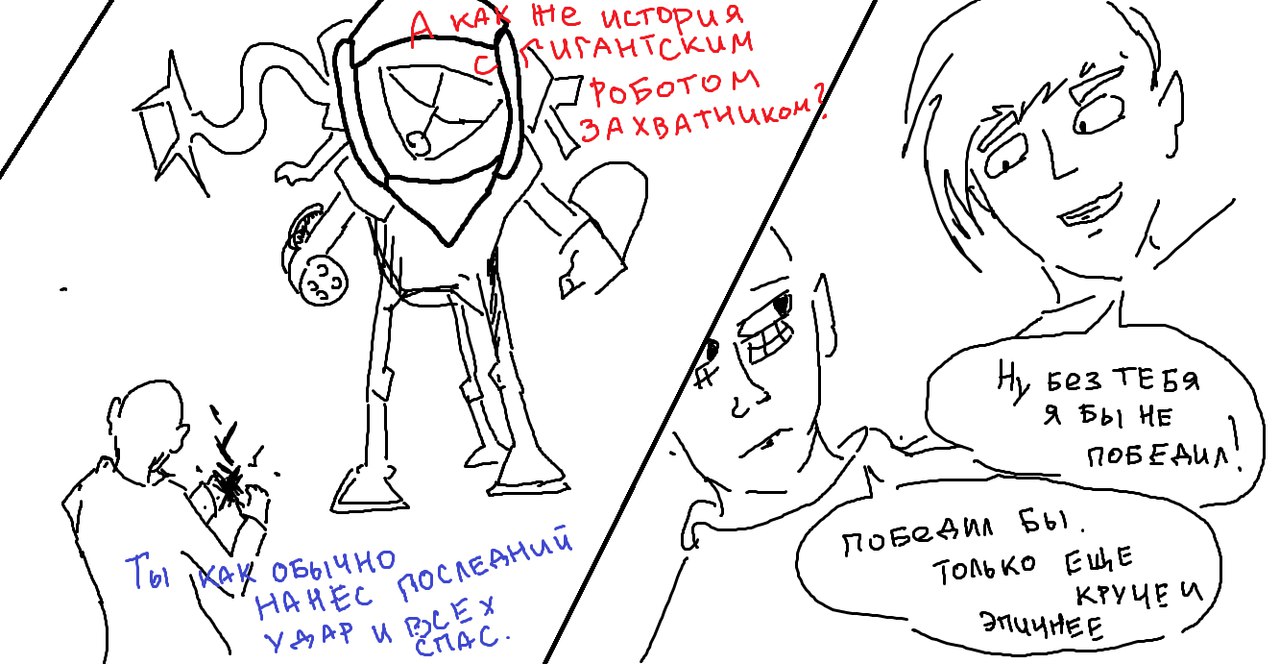 А КАК ЖЕ ИСТОРИЯ
С ГИГАНТСКИМ
РОБОТОМ
ЗАХВАТЧИКОМ?
ТЫ КАК ОБЫЧНО
НАНЁС ПОСЛЕДНИЙ
УДАР И ВСЕХ
СПАС.
НУ БЕЗ ТЕБЯ
Я БЫ НЕ
ПОБЕДИЛ!
ПОБЕДИЛ БЫ.
ТОЛЬКО ЕЩЕ
КРУЧЕ И
ЭПИЧНЕЕ